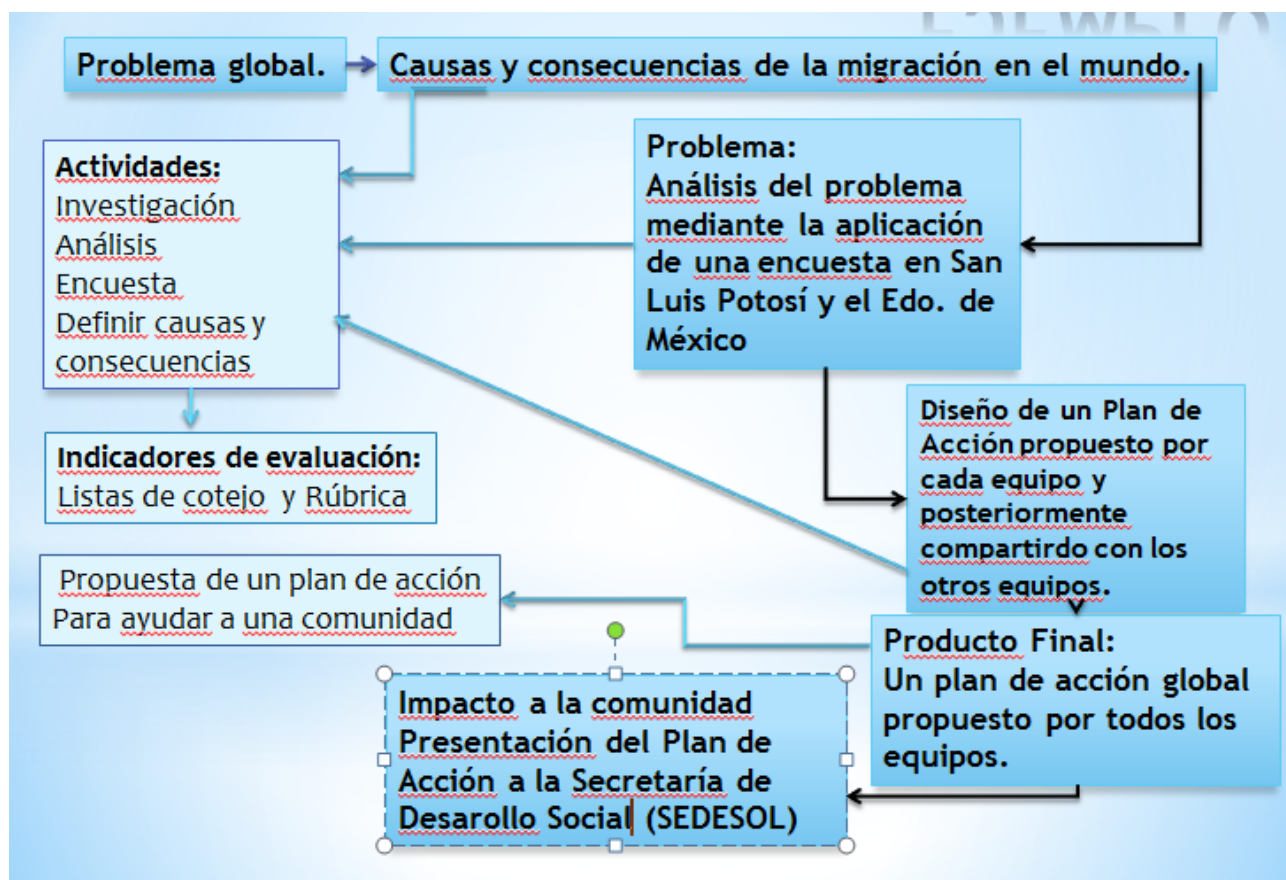 EJEMPLO
Problema global.
Causas y consecuencias de la migración en el mundo.
Actividades:
Investigación
Análisis
Encuesta
Definir causas y
consecuencias
Problema:
Análisis del problema
mediante la aplicación
de una encuesta en San
Luis Potosí y el Edo. de
México
Diseño de un Plan de
Acción propuesto por
cada equipo y
posteriormente
compartirdo con los
otros equipos.
Indicadores de evaluación:
Listas de cotejo y Rúbrica
Propuesta de un plan de acción
Para ayudar a una comunidad
Producto Final:
Un plan de acción global
propuesto por todos los
equipos.
Impacto a la comunidad
Presentación del Plan de
Acción a la Secretaría de
Desarollo Social (SEDESOL)